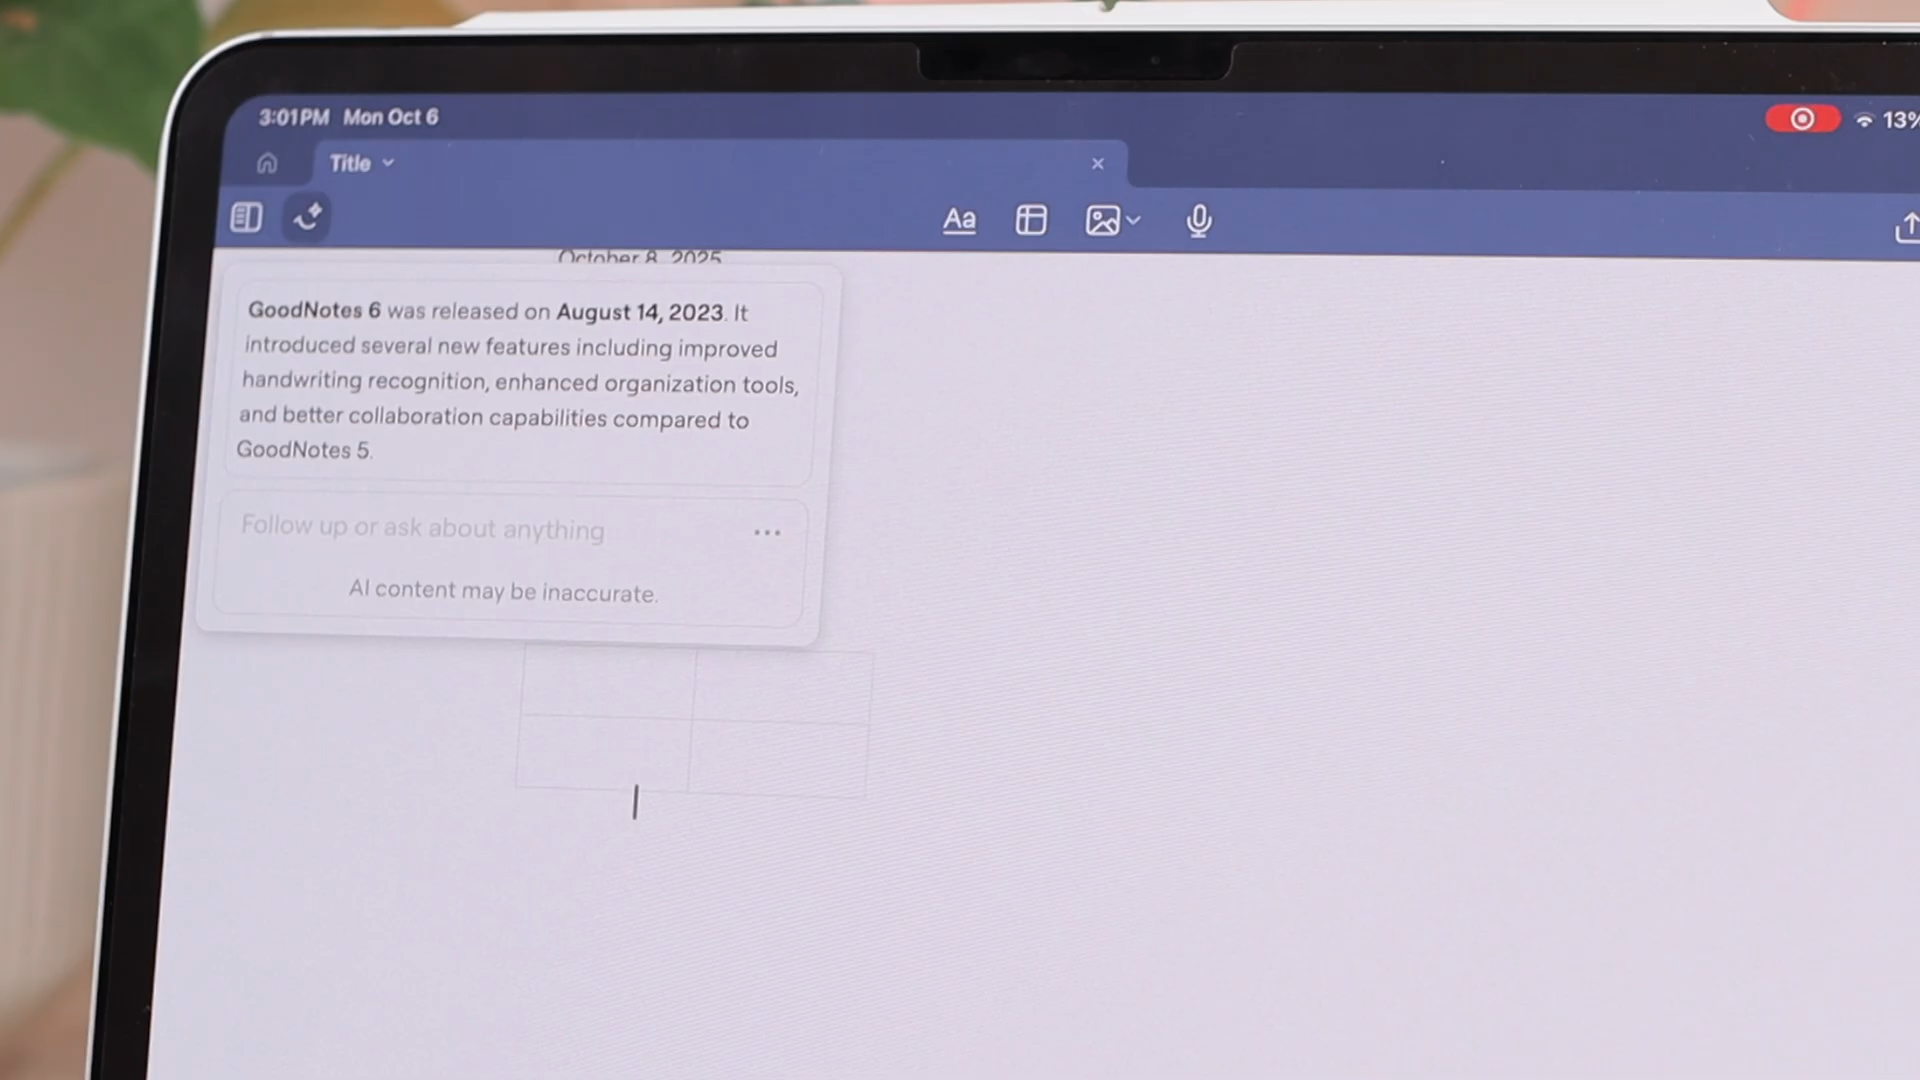 3:01PM Mon Oct 6
13%
Title
Aa
October 8, 2025
GoodNotes 6 was released on August 14, 2023. It
introduced several new features including improved
handwriting recognition, enhanced organization tools,
and better collaboration capabilities compared to
GoodNotes 5.
Follow up or ask about anything
AI content may be inaccurate.